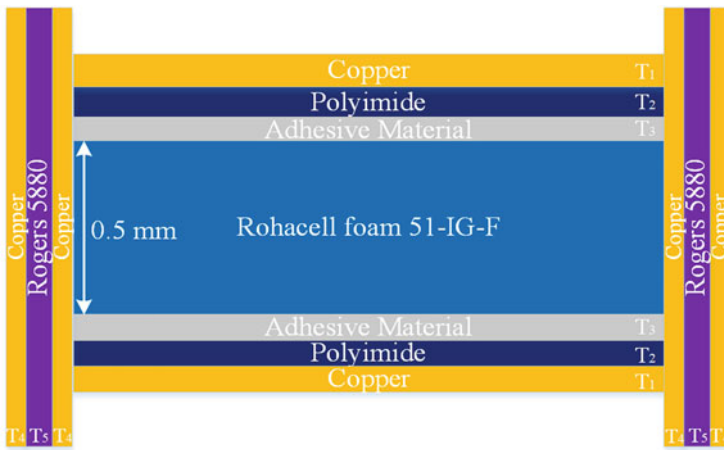 Copper T1
Polyimide T2
Adhesive Material T3
Copper
Rogers 5880
Copper
0.5 mm
Rohacell foam 51-IG-F
Copper
Rogers 5880
Copper
Adhesive Material T3
Polyimide T2
Copper T1
T4 T5 T4
T4 T5 T